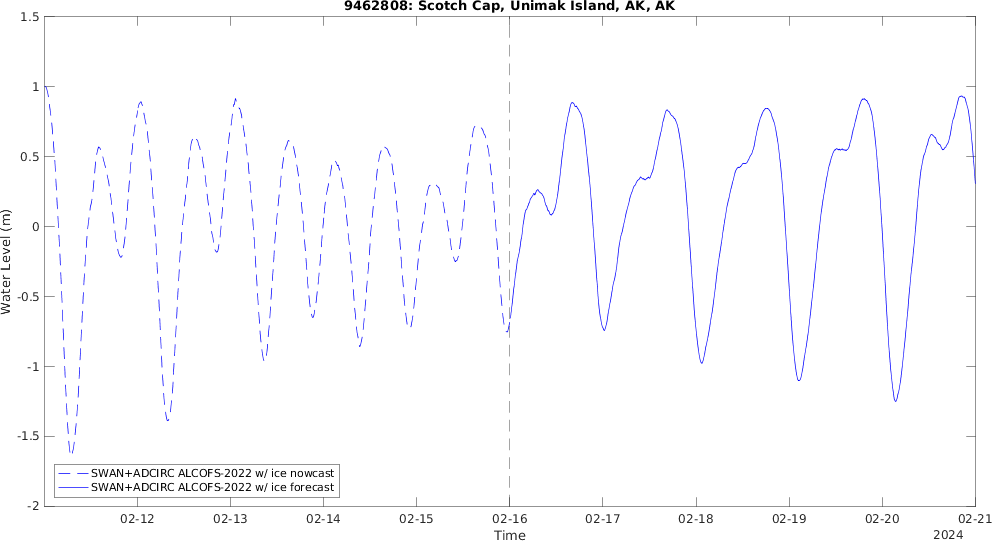 9462808: Scotch Cap, Unimak Island, AK, AK
1.5
1
0.5
0
-0.5
-1
-1.5
-2
Water Level (m)
SWAN+ADCIRC ALCOFS-2022 w/ ice nowcast
SWAN+ADCIRC ALCOFS-2022 w/ ice forecast
02-12 02-13 02-14 02-15 02-16 02-17 02-18 02-19 02-20 02-21
Time
2024